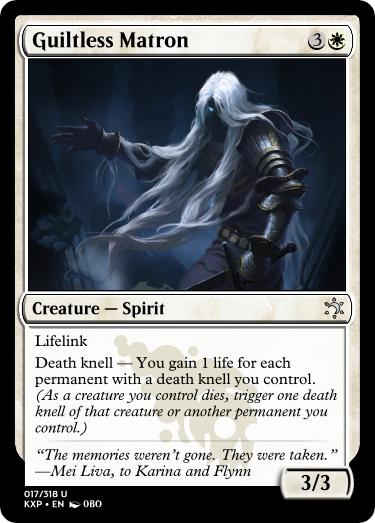 Guiltless Matron 3
Creature — Spirit
Lifelink
Death knell — You gain 1 life for each
permanent with a death knell you control.
(As a creature you control dies, trigger one death
knell of that creature or another permanent you
control.)
“The memories weren’t gone. They were taken.”
—Mei Liva, to Karina and Flynn
3/3
017/318 U
KXP • EN OBO